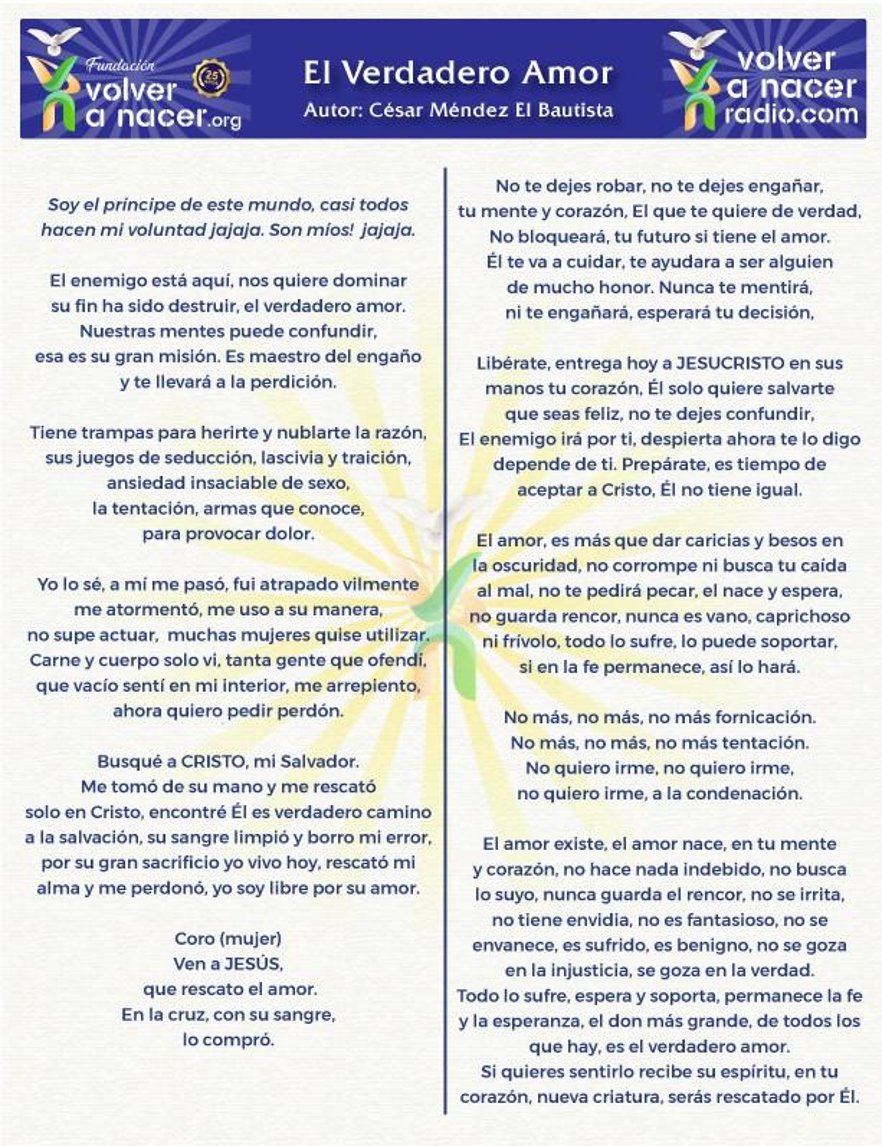 Fundación
volver
a nacer.org
25
El Verdadero Amor
Autor: César Méndez El Bautista
volver
a nacer
radio.com
Soy el príncipe de este mundo, casi todos
hacen mi voluntad jajaja. Son míos! jajaja.
El enemigo está aquí, nos quiere dominar
su fin ha sido destruir, el verdadero amor.
Nuestras mentes puede confundir,
esa es su gran misión. Es maestro del engaño
y te llevará a la perdición.
Tiene trampas para herirte y nublarte la razón,
sus juegos de seducción, lascivia y traición,
ansiedad insaciable de sexo,
la tentación, armas que conoce,
para provocar dolor.
Yo lo sé, a mí me pasó, fui atrapado vilmente
me atormentó, me uso a su manera,
no supe actuar, muchas mujeres quise utilizar.
Carne y cuerpo solo vi, tanta gente que ofendí,
que vacío sentí en mi interior, me arrepiento,
ahora quiero pedir perdón.
Busqué a CRISTO, mi Salvador.
Me tomó de su mano y me rescató
solo en Cristo, encontré Él es verdadero camino
a la salvación, su sangre limpió y borro mi error,
por su gran sacrificio yo vivo hoy, rescató mi
alma y me perdonó, yo soy libre por su amor.
Coro (mujer)
Ven a JESÚS,
que rescato el amor.
En la cruz, con su sangre,
lo compró.
No te dejes robar, no te dejes engañar,
tu mente y corazón, El que te quiere de verdad,
No bloqueará, tu futuro si tiene el amor.
Él te va a cuidar, te ayudara a ser alguien
de mucho honor. Nunca te mentirá,
ni te engañará, esperará tu decisión,
Libérate, entrega hoy a JESUCRISTO en sus
manos tu corazón, Él solo quiere salvarte
que seas feliz, no te dejes confundir,
El enemigo irá por ti, despierta ahora te lo digo
depende de ti. Prepárate, es tiempo de
aceptar a Cristo, Él no tiene igual.
El amor, es más que dar caricias y besos en
la oscuridad, no corrompe ni busca tu caída
al mal, no te pedirá pecar, el nace y espera,
no guarda rencor, nunca es vano, caprichoso
ni frívolo, todo lo sufre, lo puede soportar,
si en la fe permanece, así lo hará.
No más, no más, no más fornicación.
No más, no más, no más tentación.
No quiero irme, no quiero irme,
no quiero irme, a la condenación.
El amor existe, el amor nace, en tu mente
y corazón, no hace nada indebido, no busca
lo suyo, nunca guarda el rencor, no se irrita,
no tiene envidia, no es fantasioso, no se
envanece, es sufrido, es benigno, no se goza
en la injusticia, se goza en la verdad.
Todo lo sufre, espera y soporta, permanece la fe
y la esperanza, el don más grande, de todos los
que hay, es el verdadero amor.
Si quieres sentirlo recibe su espíritu, en tu
corazón, nueva criatura, serás rescatado por Él.